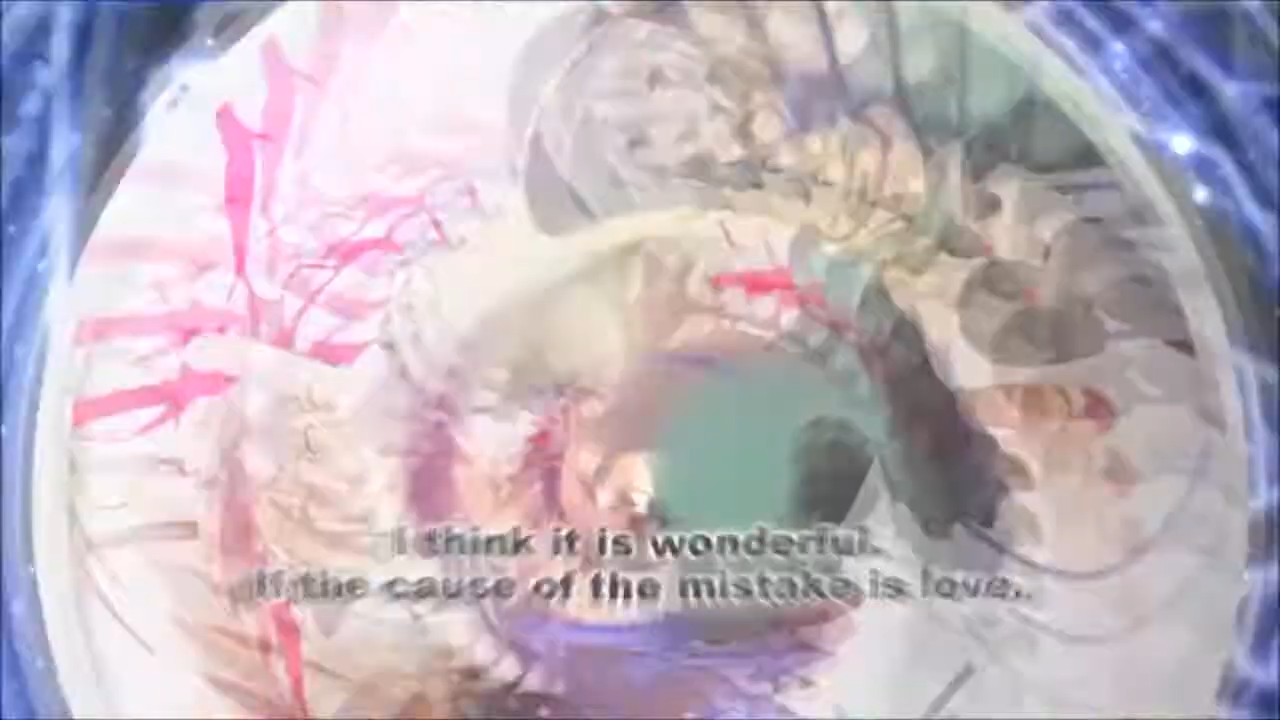 I think it is wonderful.
If the cause of the mistake is love..